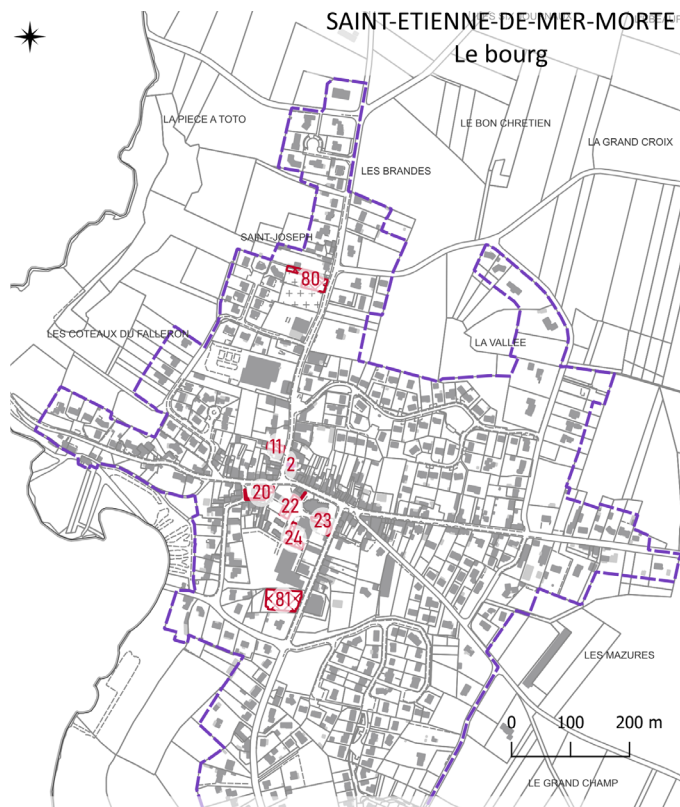 SAINT-ETIENNE-DE-MER-MORTE
Le bourg
LA PIECE A TOTO
LE BON CHRETIEN
LA GRAND CROIX
LES BRANDES
SAINT-JOSEPH
80
LES COTEAUX DU FALLERON
LA VALLEE
11
2
20
22
23
24
81
LES MAZURES
0 100 200 m
LE GRAND CHAMP